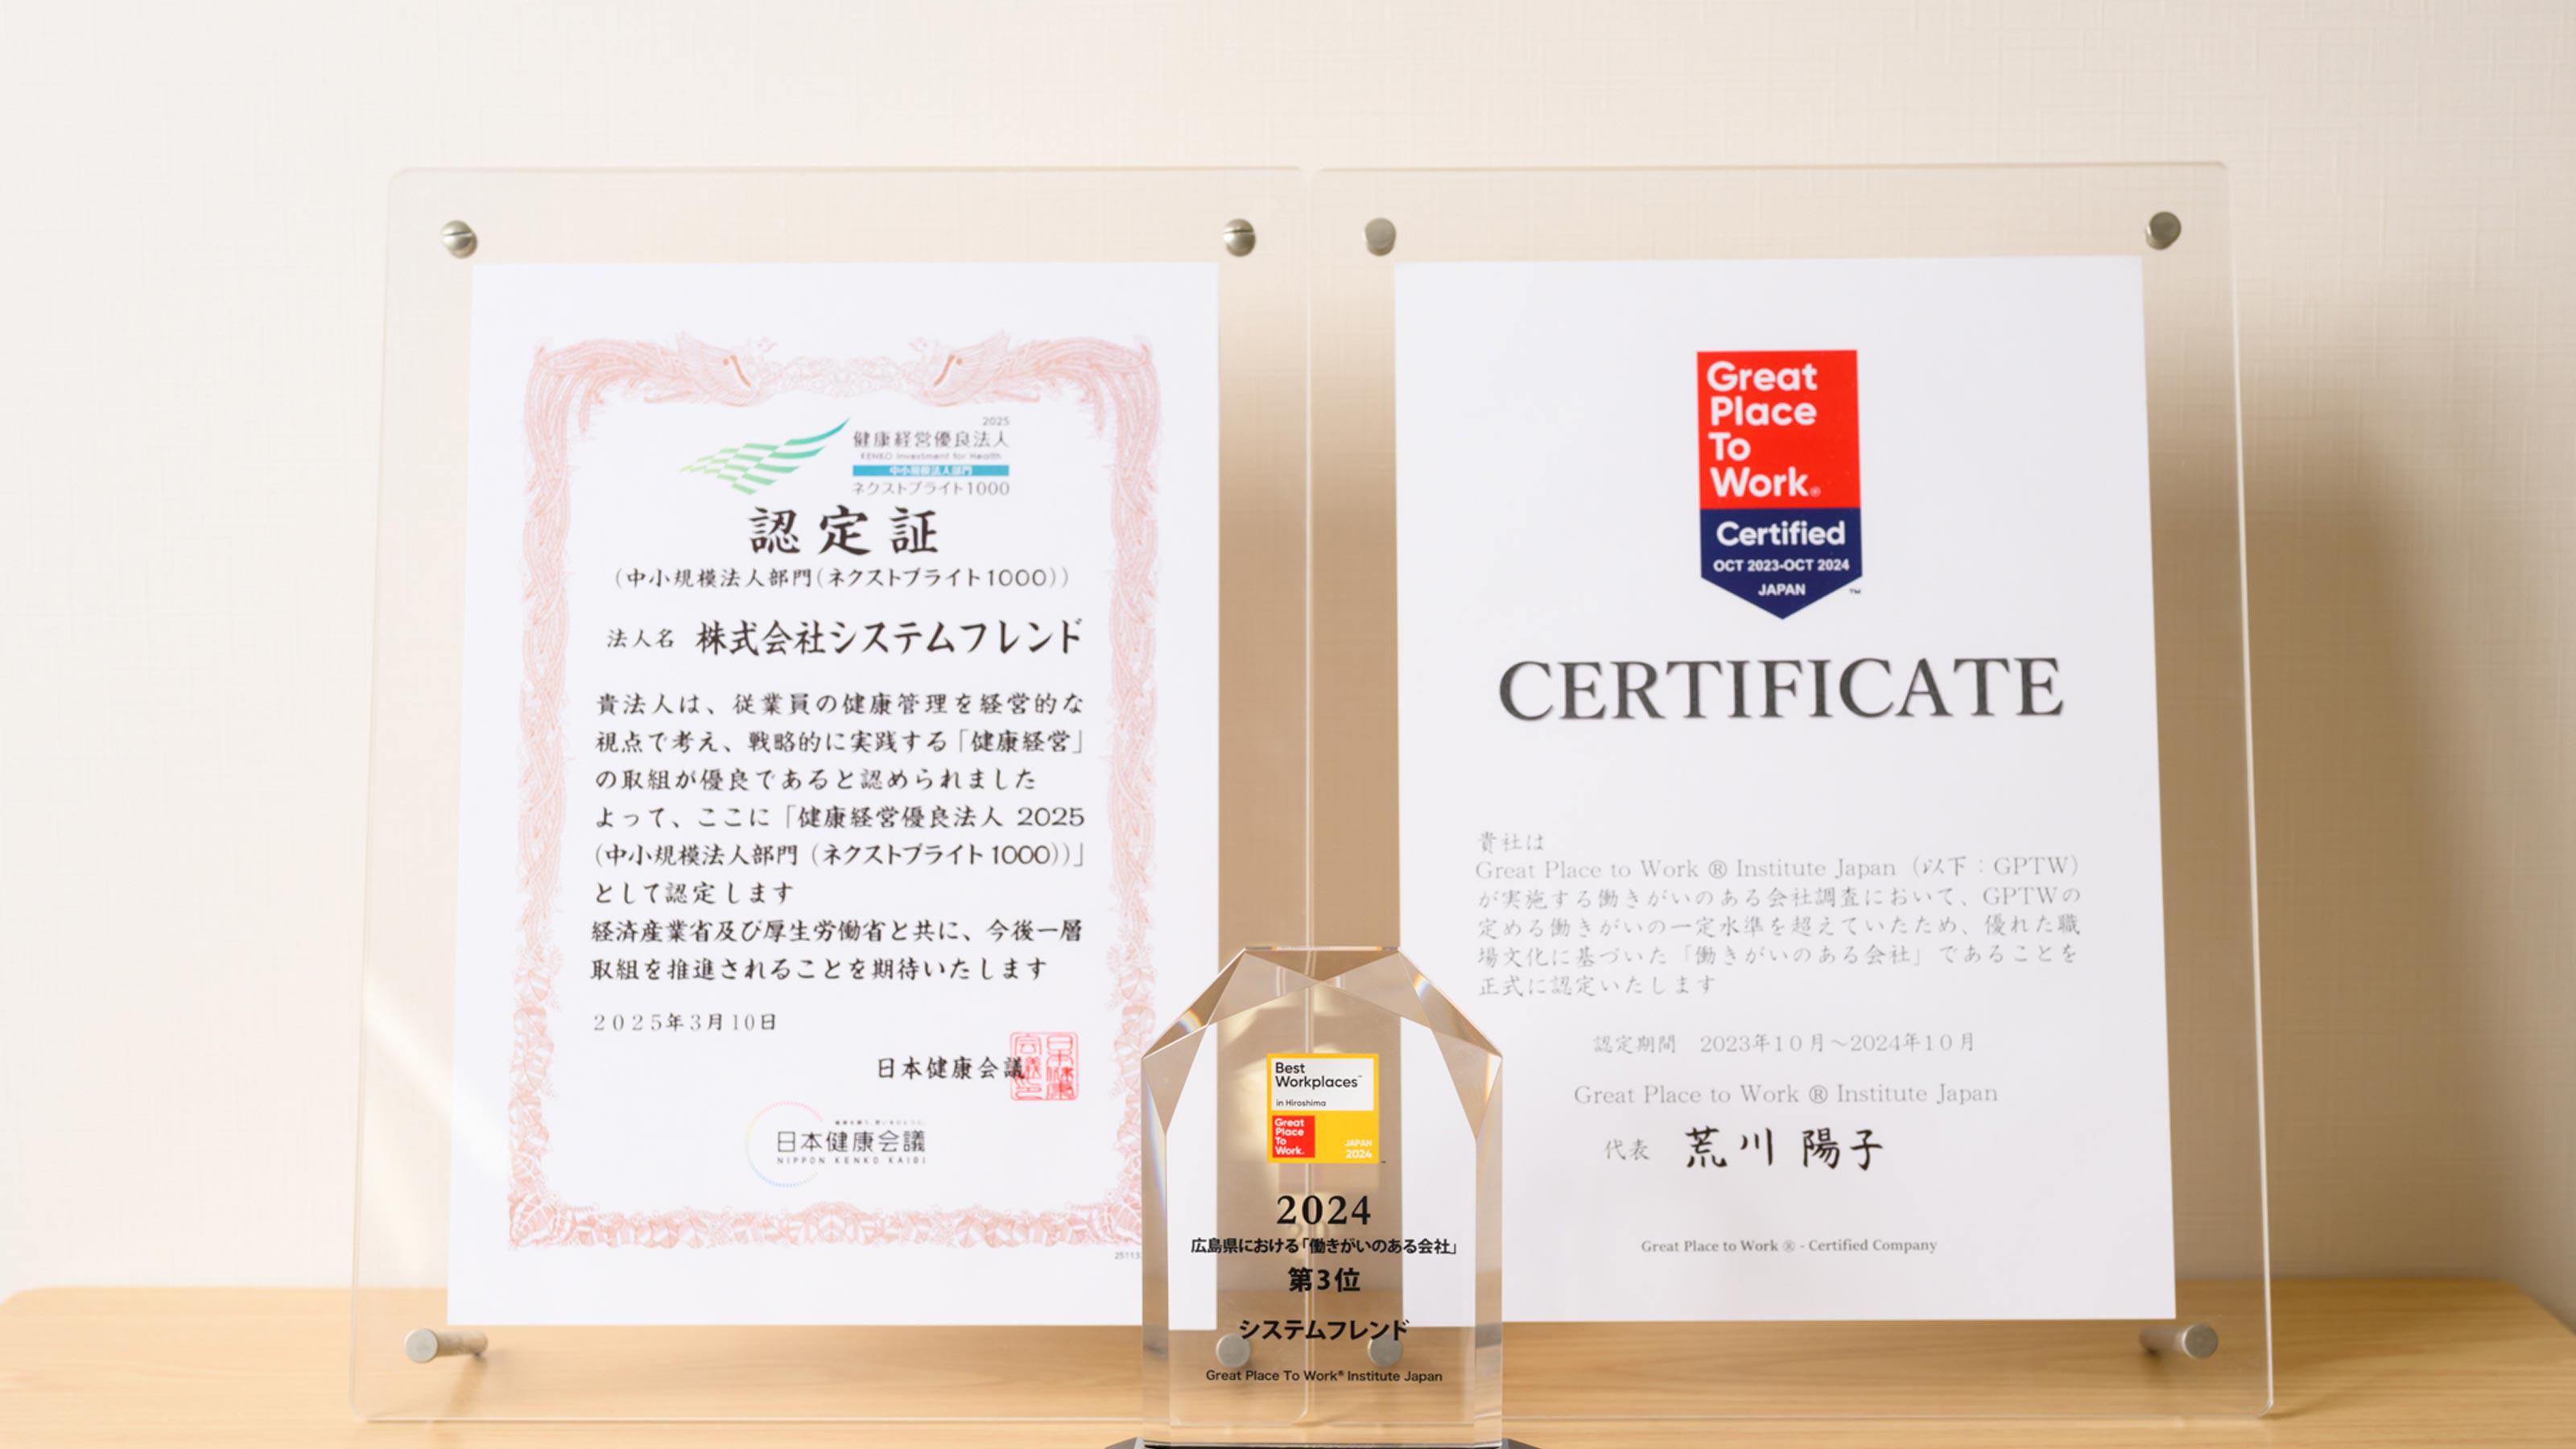 2025
健康経営優良法人
KENKO Investment for Health
中小規模法人部門
ネクストブライト1000
認定証
(中小規模法人部門(ネクストブライト1000))
法人名 株式会社システムフレンド
貴法人は、従業員の健康管理を経営的な
視点で考え、戦略的に実践する「健康経営」
の取組が優良であると認められました
よって、ここに「健康経営優良法人 2025
(中小規模法人部門 (ネクストブライト1000))」
として認定します
経済産業省及び厚生労働省と共に、今後一層
取組を推進されることを期待いたします
2025年3月10日
日本健康会議
日本健康会議
NIPPON KENKO KAIGI
Great
Place
To
Work®
Certified
OCT 2023-OCT 2024
JAPAN
™
CERTIFICATE
貴社は
Great Place to Work ® Institute Japan (以下:GPTW)
が実施する働きがいのある会社調査において、GPTWの
定める働きがいの一定水準を超えていたため、優れた職
場文化に基づいた「働きがいのある会社」であることを
正式に認定いたします
認定期間 2023年10月~2024年10月
Great Place to Work ® Institute Japan
代表 荒川 陽子
Great Place to Work ® - Certified Company
Best
Workplaces™
in Hiroshima
Great
Place
To
Work.
JAPAN
2024
2024
広島県における「働きがいのある会社」
第3位
システムフレンド
Great Place To Work® Institute Japan